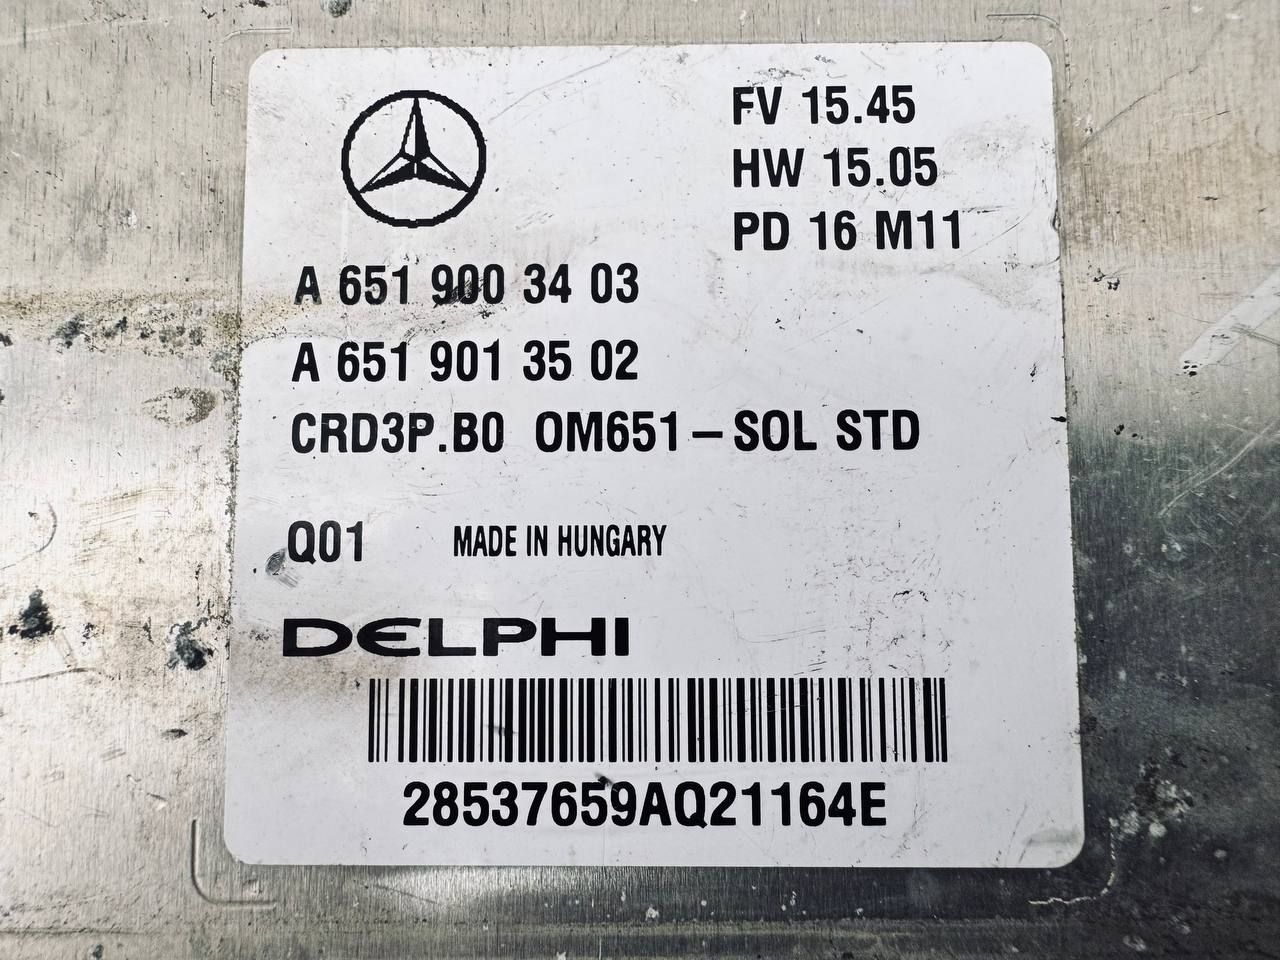 FV 15.45
HW 15.05
PD 16 M11
A 651 900 34 03
A 651 901 35 02
CRD3P.B0 OM651-SOL STD
Q01 MADE IN HUNGARY
DELPHI
28537659AQ21164E